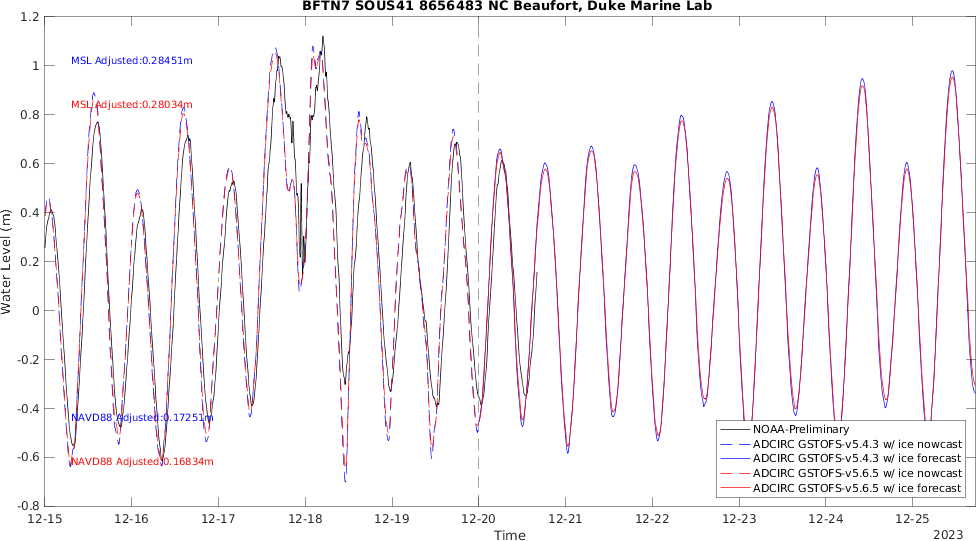 BFTN7 SOUS41 8656483 NC Beaufort, Duke Marine Lab
1.2
1
0.8
0.6
0.4
0.2
0
-0.2
-0.4
-0.6
-0.8
Water Level (m)
MSL Adjusted:0.28451m
MSL Adjusted:0.28034m
NAVD88 Adjusted:0.17251m
NAVD88 Adjusted:0.16834m
NOAA-Preliminary
ADCIRC GSTOFS-v5.4.3 w/ ice nowcast
ADCIRC GSTOFS-v5.4.3 w/ ice forecast
ADCIRC GSTOFS-v5.6.5 w/ ice nowcast
ADCIRC GSTOFS-v5.6.5 w/ ice forecast
12-15 12-16 12-17 12-18 12-19 12-20 12-21 12-22 12-23 12-24 12-25
Time
2023